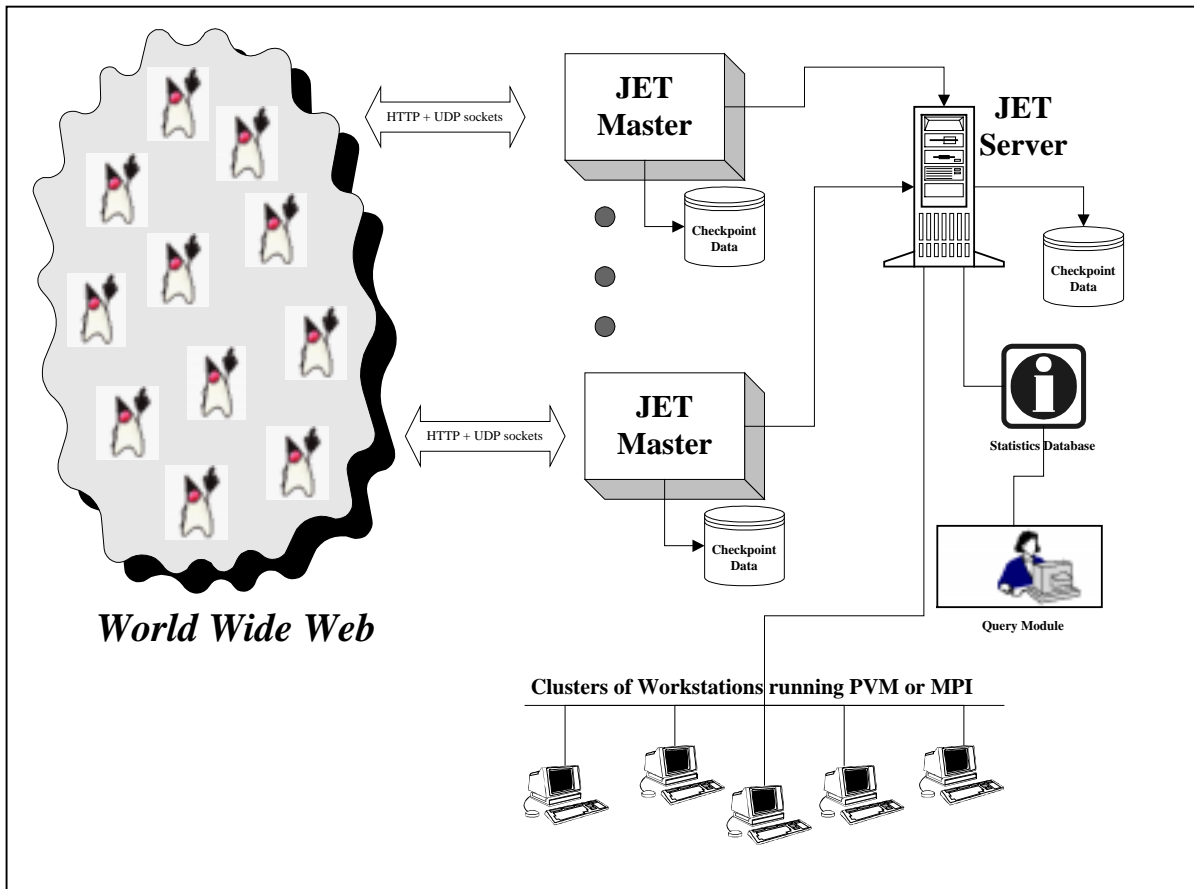 HTTP + UDP sockets
JET
Master
JET
Server
Checkpoint
Data
Checkpoint
Data
HTTP + UDP sockets
JET
Master
Statistics Database
Checkpoint
Data
World Wide Web
Query Module
Clusters of Workstations running PVM or MPI